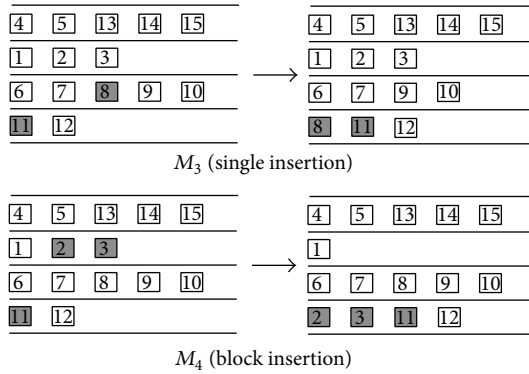 4 5 13 14 15 4 5 13 14 15
1 2 3 1 2 3
6 7 8 9 10 6 7 9 10
11 12 8 11 12
M3 (single insertion)
4 5 13 14 15 4 5 13 14 15
1 2 3 1
6 7 8 9 10 6 7 8 9 10
11 12 2 3 11 12
M4 (block insertion)